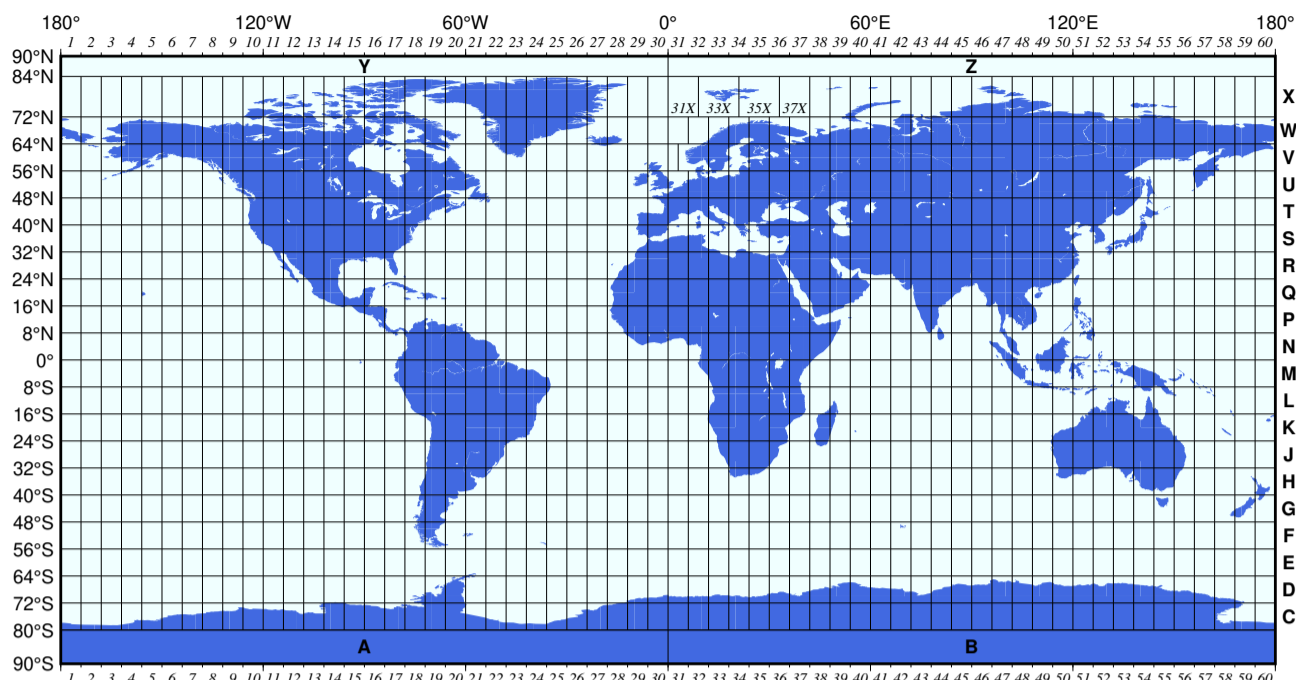 180° 120°W 60°W 0° 60°E 120°E 180°
1 2 3 4 5 6 7 8 9 10 11 12 13 14 15 16 17 18 19 20 21 22 23 24 25 26 27 28 29 30 31 32 33 34 35 36 37 38 39 40 41 42 43 44 45 46 47 48 49 50 51 52 53 54 55 56 57 58 59 60
90°N Y Z
84°N
X
31X 33X 35X 37X
72°N
W
64°N
V
56°N
U
48°N
T
40°N
S
32°N
R
24°N
Q
16°N
P
8°N
N
0°
M
8°S
L
16°S
K
24°S
J
32°S
H
40°S
G
48°S
F
56°S
E
64°S
D
72°S
C
80°S
A B
90°S
1 2 3 4 5 6 7 8 9 10 11 12 13 14 15 16 17 18 19 20 21 22 23 24 25 26 27 28 29 30 31 32 33 34 35 36 37 38 39 40 41 42 43 44 45 46 47 48 49 50 51 52 53 54 55 56 57 58 59 60